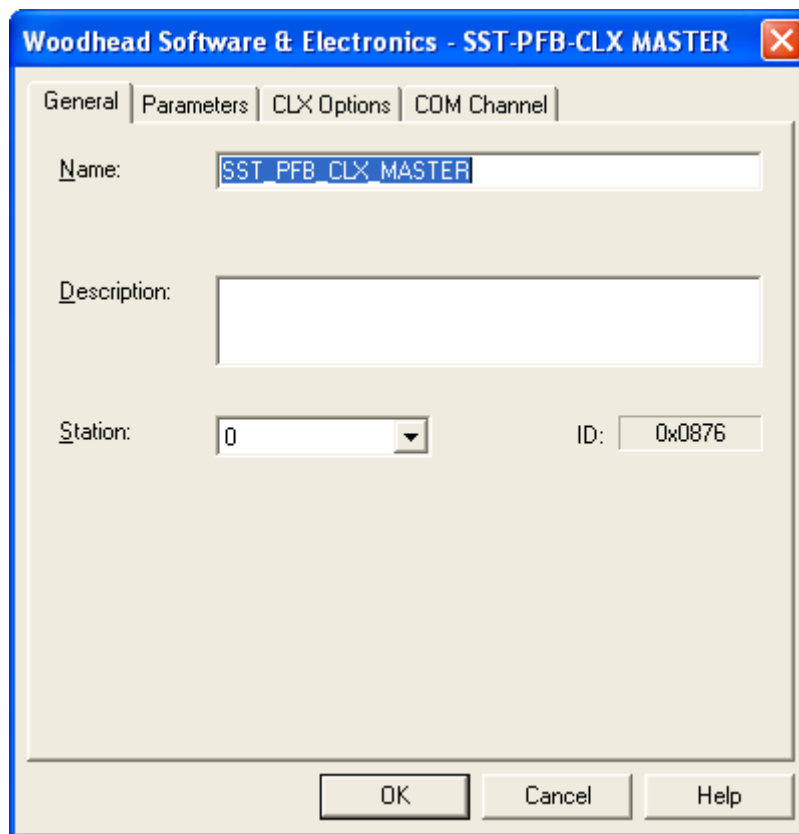 Woodhead Software & Electronics - SST-PFB-CLX MASTER
General Parameters CLX Options COM Channel
Name: SST_PFB_CLX_MASTER
Description:
Station: 0 ID: 0x0876
OK Cancel Help